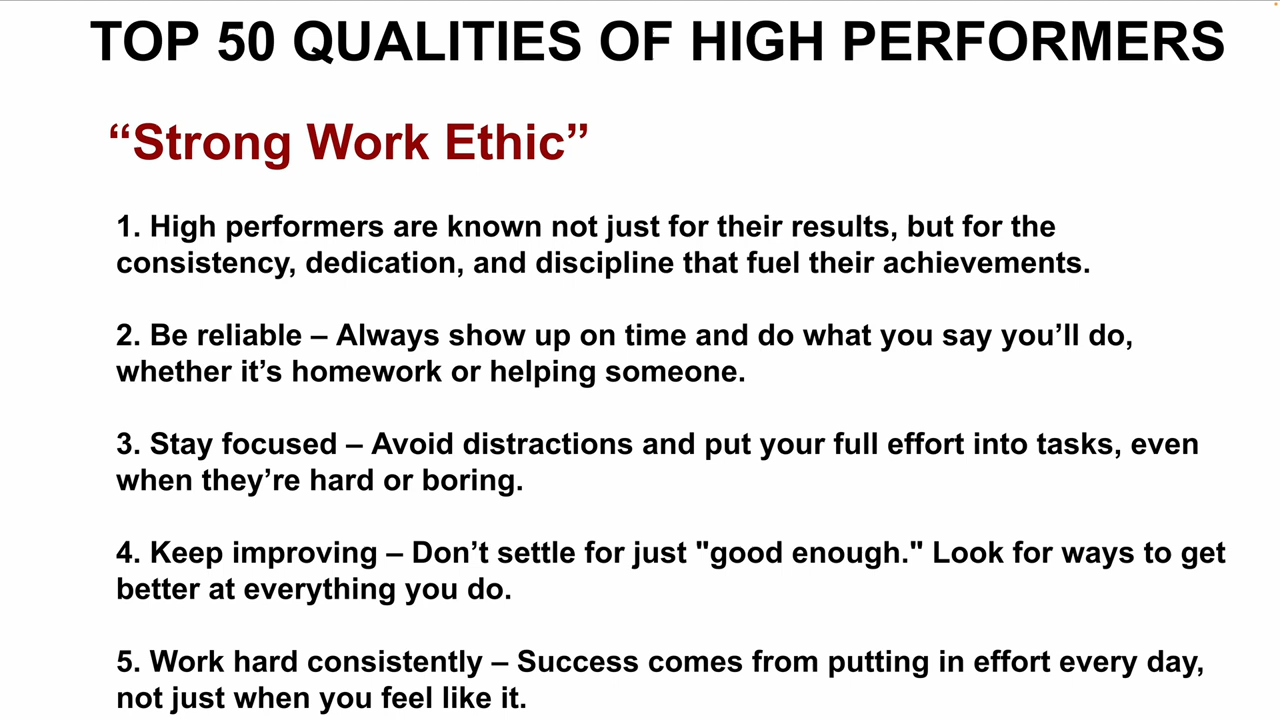 TOP 50 QUALITIES OF HIGH PERFORMERS
“Strong Work Ethic”
1. High performers are known not just for their results, but for the
consistency, dedication, and discipline that fuel their achievements.
2. Be reliable – Always show up on time and do what you say you’ll do,
whether it’s homework or helping someone.
3. Stay focused – Avoid distractions and put your full effort into tasks, even
when they’re hard or boring.
4. Keep improving – Don’t settle for just "good enough." Look for ways to get
better at everything you do.
5. Work hard consistently – Success comes from putting in effort every day,
not just when you feel like it.